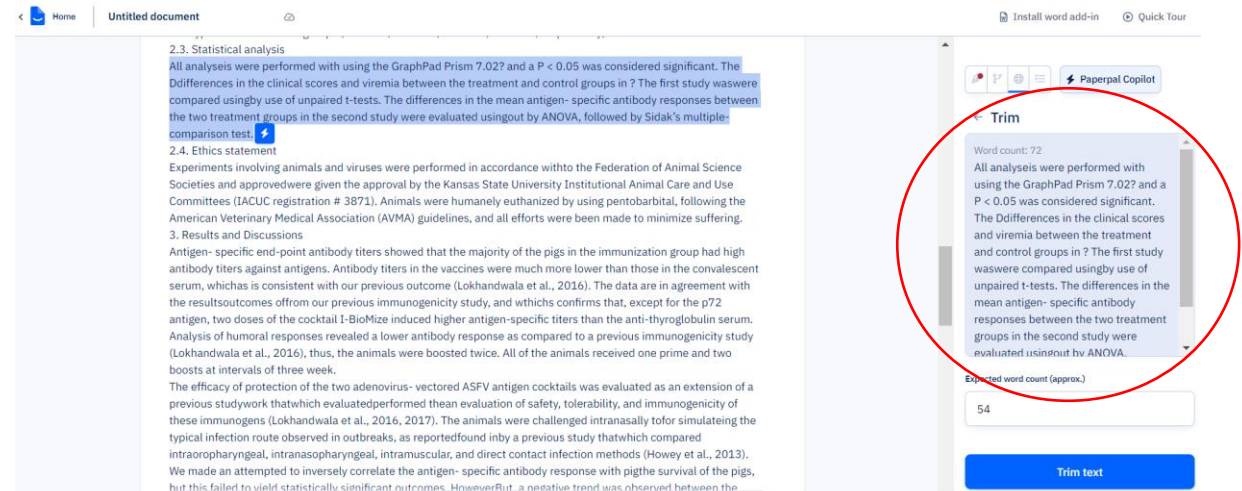 Home
Untitled document
Install word add-in
Quick Tour
2.3. Statistical analysis
All analyseis were performed with using the GraphPad Prism 7.02? and a P < 0.05 was considered significant. The
Ddifferences in the clinical scores and viremia between the treatment and control groups in ? The first study waswere
compared usingby use of unpaired t-tests. The differences in the mean antigen- specific antibody responses between
the two treatment groups in the second study were evaluated usingout by ANOVA, followed by Sidak's multiple-
comparison test.
2.4. Ethics statement
Experiments involving animals and viruses were performed in accordance withto the Federation of Animal Science
Societies and approvedwere given the approval by the Kansas State University Institutional Animal Care and Use
Committees (IACUC registration # 3871). Animals were humanely euthanized by using pentobarbital, following the
American Veterinary Medical Association (AVMA) guidelines, and all efforts were been made to minimize suffering.
3. Results and Discussions
Antigen- specific end-point antibody titers showed that the majority of the pigs in the immunization group had high
antibody titers against antigens. Antibody titers in the vaccines were much more lower than those in the convalescent
serum, whichas is consistent with our previous outcome (Lokhandwala et al., 2016). The data are in agreement with
the resultsoutcomes offrom our previous immunogenicity study, and wthichs confirms that, except for the p72
antigen, two doses of the cocktail I-BioMize induced higher antigen-specific titers than the anti-thyroglobulin serum.
Analysis of humoral responses revealed a lower antibody response as compared to a previous immunogenicity study
(Lokhandwala et al., 2016), thus, the animals were boosted twice. All of the animals received one prime and two
boosts at intervals of three week.
The efficacy of protection of the two adenovirus- vectored ASFV antigen cocktails was evaluated as an extension of a
previous studywork thatwhich evaluatedperformed thean evaluation of safety, tolerability, and immunogenicity of
these immunogens (Lokhandwala et al., 2016, 2017). The animals were challenged intranasally tofor simulateing the
typical infection route observed in outbreaks, as reportedfound inby a previous study thatwhich compared
intraoropharyngeal, intranasopharyngeal, intramuscular, and direct contact infection methods (Howey et al., 2013).
We made an attempted to inversely correlate the antigen- specific antibody response with pigthe survival of the pigs,
but this failed to yield statistically significant outcomes. HoweverBut, a negative trend was observed between the
Paperpal Copilot
Trim
Word count: 72
All analyseis were performed with
using the GraphPad Prism 7.02? and a
P < 0.05 was considered significant.
The Ddifferences in the clinical scores
and viremia between the treatment
and control groups in ? The first study
waswere compared usingby use of
unpaired t-tests. The differences in the
mean antigen- specific antibody
responses between the two treatment
groups in the second study were
evaluated usingout by ANOVA,
Expected word count (approx.)
54
Trim text